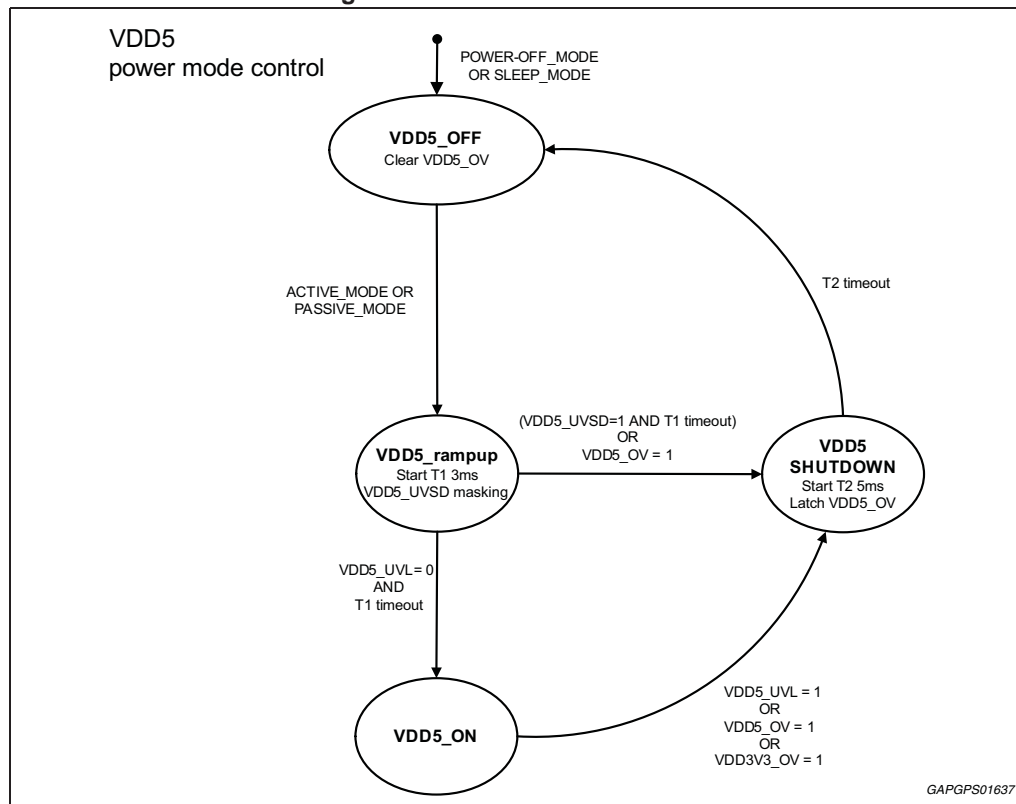 VDD5
power mode control
POWER-OFF_MODE
OR SLEEP_MODE
VDD5_OFF
Clear VDD5_OV
T2 timeout
ACTIVE_MODE OR
PASSIVE_MODE
(VDD5_UVSD=1 AND T1 timeout)
OR
VDD5_OV = 1
VDD5_rampup
Start T1 3ms
VDD5_UVSD masking
VDD5
SHUTDOWN
Start T2 5ms
Latch VDD5_OV
VDD5_UVL= 0
AND
T1 timeout
VDD5_ON
VDD5_UVL = 1
OR
VDD5_OV = 1
OR
VDD3V3_OV = 1
GAPGPS01637